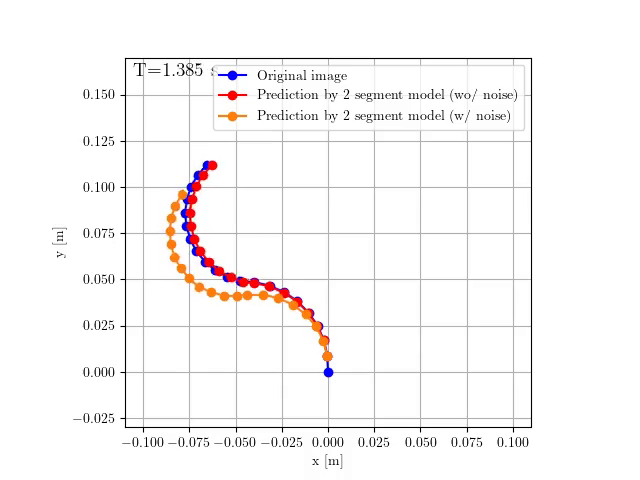 T=1.385 s
Original image
Prediction by 2 segment model (wo/ noise)
Prediction by 2 segment model (w/ noise)
0.150
0.125
0.100
0.075
0.050
0.025
0.000
−0.025
y [m]
−0.100 −0.075 −0.050 −0.025 0.000 0.025 0.050 0.075 0.100
x [m]